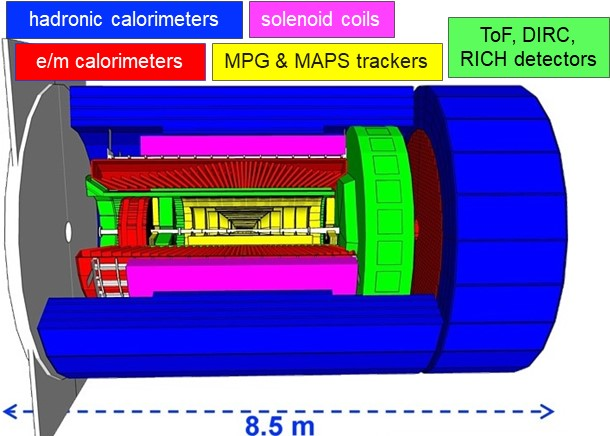 hadronic calorimeters
solenoid coils
e/m calorimeters
MPG & MAPS trackers
ToF, DIRC,
RICH detectors
8.5 m